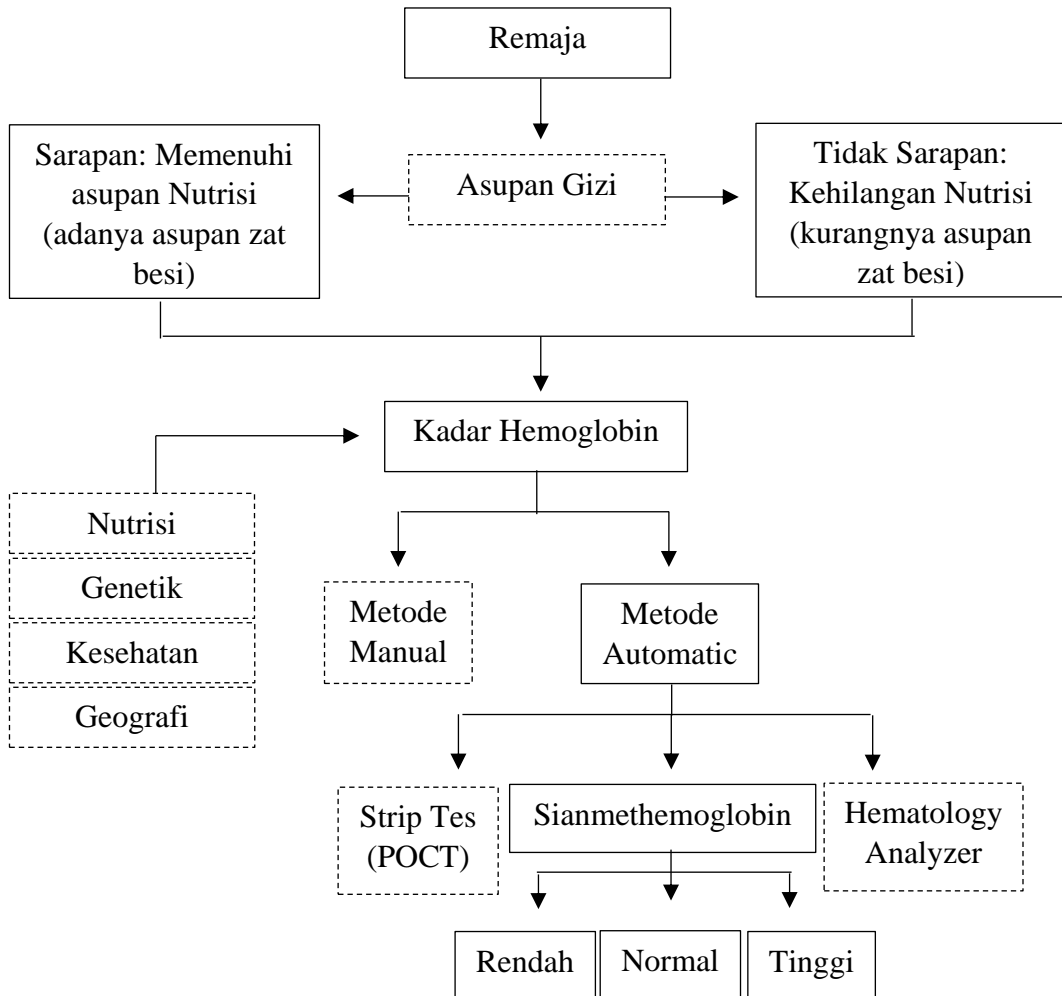 Remaja
Sarapan: Memenuhi
asupan Nutrisi
(adanya asupan zat
besi)
Asupan Gizi
Tidak Sarapan:
Kehilangan Nutrisi
(kurangnya asupan
zat besi)
Kadar Hemoglobin
Nutrisi
Genetik
Kesehatan
Geografi
Metode
Manual
Metode
Automatic
Strip Tes
(POCT)
Sianmethemoglobin
Hematology
Analyzer
Rendah
Normal
Tinggi